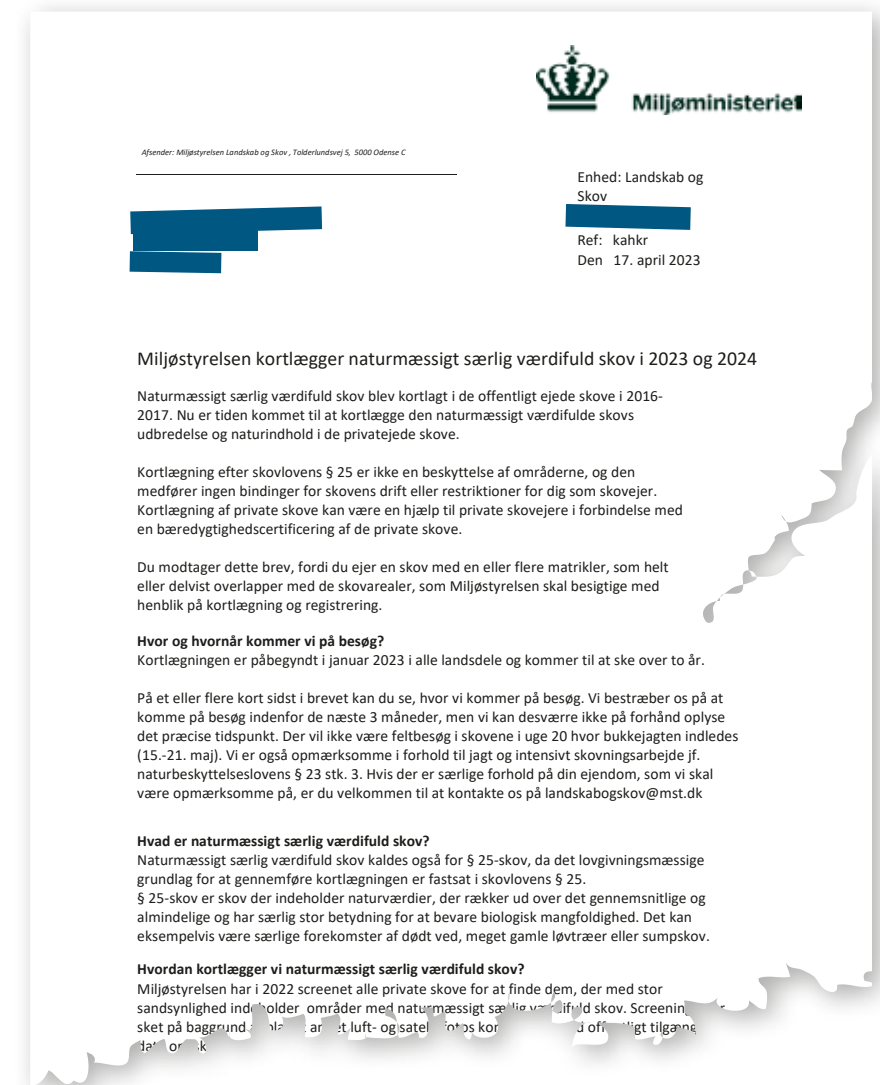 Miljøministeriet
Afsender: Miljøstyrelsen Landskab og Skov , Tolderlundsvej 5, 5000 Odense C
Enhed: Landskab og
Skov
Ref: kahkr
Den 17. april 2023
Miljøstyrelsen kortlægger naturmæssigt særlig værdifuld skov i 2023 og 2024
Naturmæssigt særlig værdifuld skov blev kortlagt i de offentligt ejede skove i 2016-
2017. Nu er tiden kommet til at kortlægge den naturmæssigt værdifulde skovs
udbredelse og naturindhold i de privatejede skove.
Kortlægning efter skovlovens § 25 er ikke en beskyttelse af områderne, og den
medfører ingen bindinger for skovens drift eller restriktioner for dig som skovejer.
Kortlægning af private skove kan være en hjælp til private skovejere i forbindelse med
en bæredygtighedscertificering af de private skove.
Du modtager dette brev, fordi du ejer en skov med en eller flere matrikler, som helt
eller delvist overlapper med de skovarealer, som Miljøstyrelsen skal besigtige med
henblik på kortlægning og registrering.
Hvor og hvornår kommer vi på besøg?
Kortlægningen er påbegyndt i januar 2023 i alle landsdele og kommer til at ske over to år.
På et eller flere kort sidst i brevet kan du se, hvor vi kommer på besøg. Vi bestræber os på at
komme på besøg indenfor de næste 3 måneder, men vi kan desværre ikke på forhånd oplyse
det præcise tidspunkt. Der vil ikke være feltbesøg i skovene i uge 20 hvor bukkejagten indledes
(15.-21. maj). Vi er også opmærksomme i forhold til jagt og intensivt skovningsarbejde jf.
naturbeskyttelseslovens § 23 stk. 3. Hvis der er særlige forhold på din ejendom, som vi skal
være opmærksomme på, er du velkommen til at kontakte os på landskabogskov@mst.dk
Hvad er naturmæssigt særlig værdifuld skov?
Naturmæssigt særlig værdifuld skov kaldes også for § 25-skov, da det lovgivningsmæssige
grundlag for at gennemføre kortlægningen er fastsat i skovlovens § 25.
§ 25-skov er skov der indeholder naturværdier, der rækker ud over det gennemsnitlige og
almindelige og har særlig stor betydning for at bevare biologisk mangfoldighed. Det kan
eksempelvis være særlige forekomster af dødt ved, meget gamle løvtræer eller sumpskov.
Hvordan kortlægger vi naturmæssigt særlig værdifuld skov?
Miljøstyrelsen har i 2022 screenet alle private skove for at finde dem, der med stor
sandsynlighed indeholder områder med naturmæssigt særlig værdifuld skov.
sket på baggrund luft- og